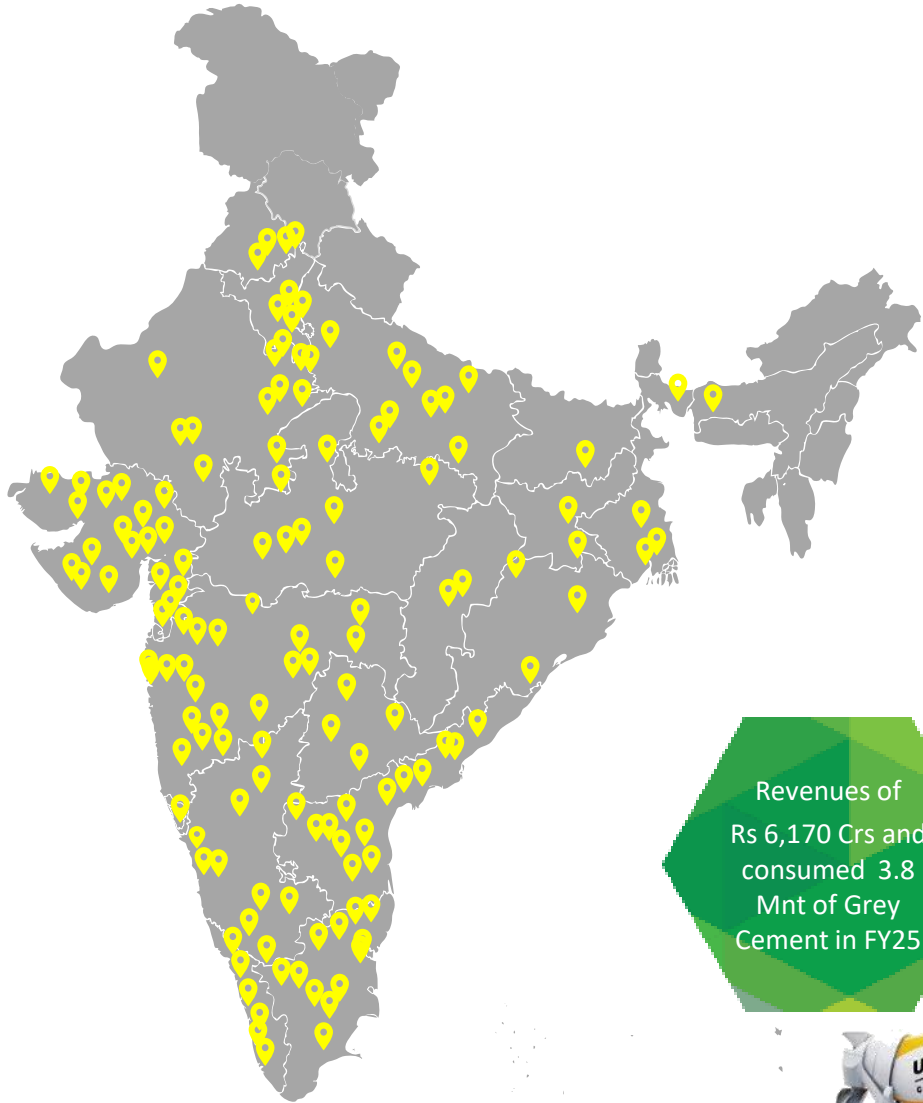 Revenues of
Rs 6,170 Crs and
consumed 3.8
Mnt of Grey
Cement in FY25